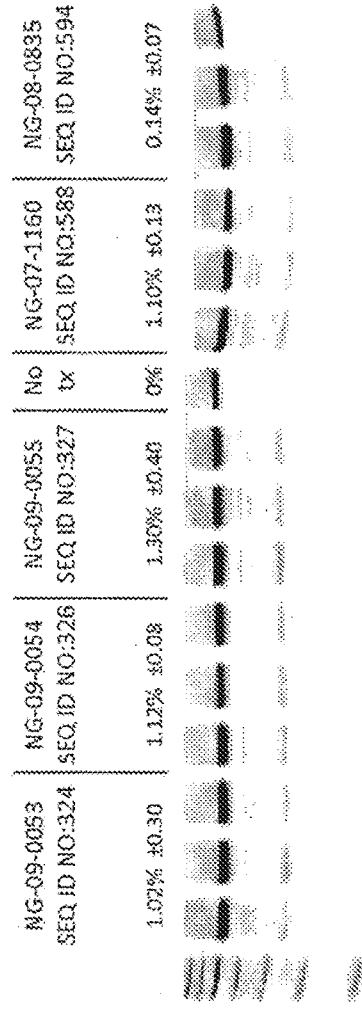 NG-09-0053
SEQ ID NO:324
1.02% ±0.30
NG-09-0054
SEQ ID NO:326
1.12% ±0.08
NG-09-0055
SEQ ID NO:327
1.30% ±0.40
No
tx
0%
NG-07-1160
SEQ ID NO:588
1.10% ±0.13
NG-08-0835
SEQ ID NO:594
0.14% ±0.07